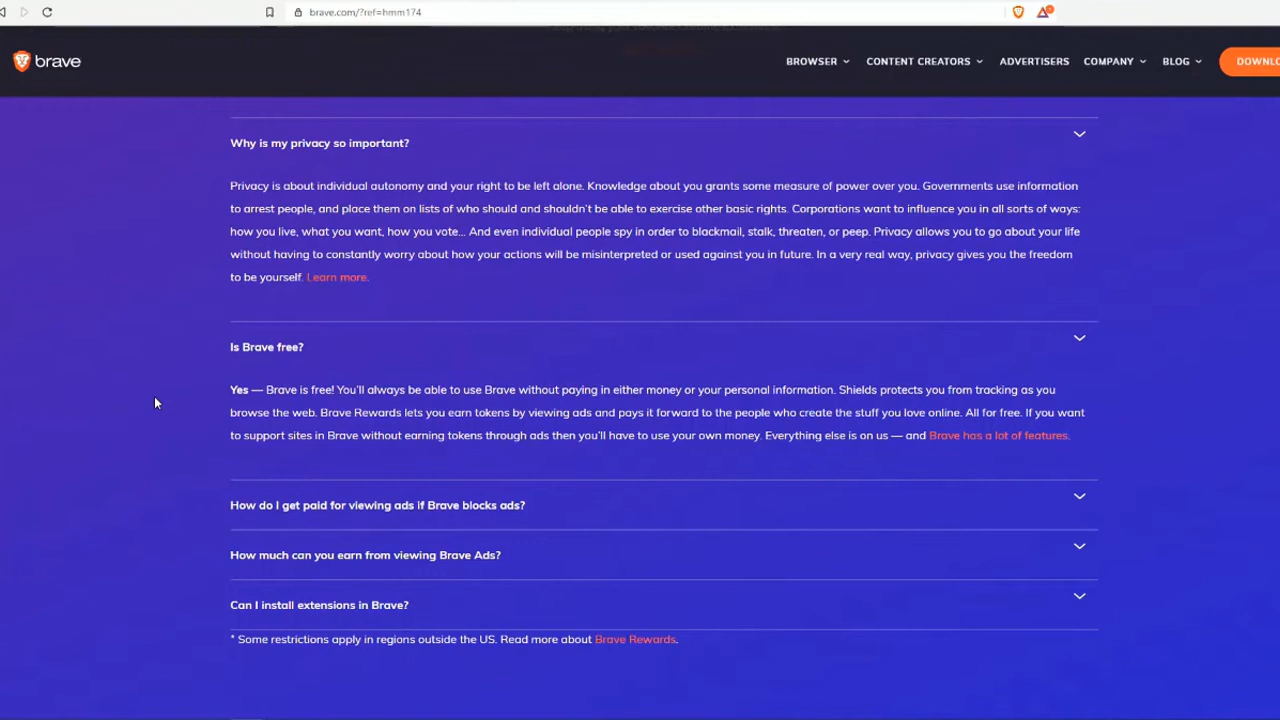 brave.com/?ref=hmm174
brave
BROWSER
CONTENT CREATORS
ADVERTISERS
COMPANY
BLOG
DOWNLO
Why is my privacy so important?
Privacy is about individual autonomy and your right to be left alone. Knowledge about you grants some measure of power over you. Governments use information
to arrest people, and place them on lists of who should and shouldn't be able to exercise other basic rights. Corporations want to influence you in all sorts of ways:
how you live, what you want, how you vote... And even individual people spy in order to blackmail, stalk, threaten, or peep. Privacy allows you to go about your life
without having to constantly worry about how your actions will be misinterpreted or used against you in future. In a very real way, privacy gives you the freedom
to be yourself. Learn more.
Is Brave free?
Yes — Brave is free! You'll always be able to use Brave without paying in either money or your personal information. Shields protects you from tracking as you
browse the web. Brave Rewards lets you earn tokens by viewing ads and pays it forward to the people who create the stuff you love online. All for free. If you want
to support sites in Brave without earning tokens through ads then you'll have to use your own money. Everything else is on us — and Brave has a lot of features.
How do I get paid for viewing ads if Brave blocks ads?
How much can you earn from viewing Brave Ads?
Can I install extensions in Brave?
* Some restrictions apply in regions outside the US. Read more about Brave Rewards.